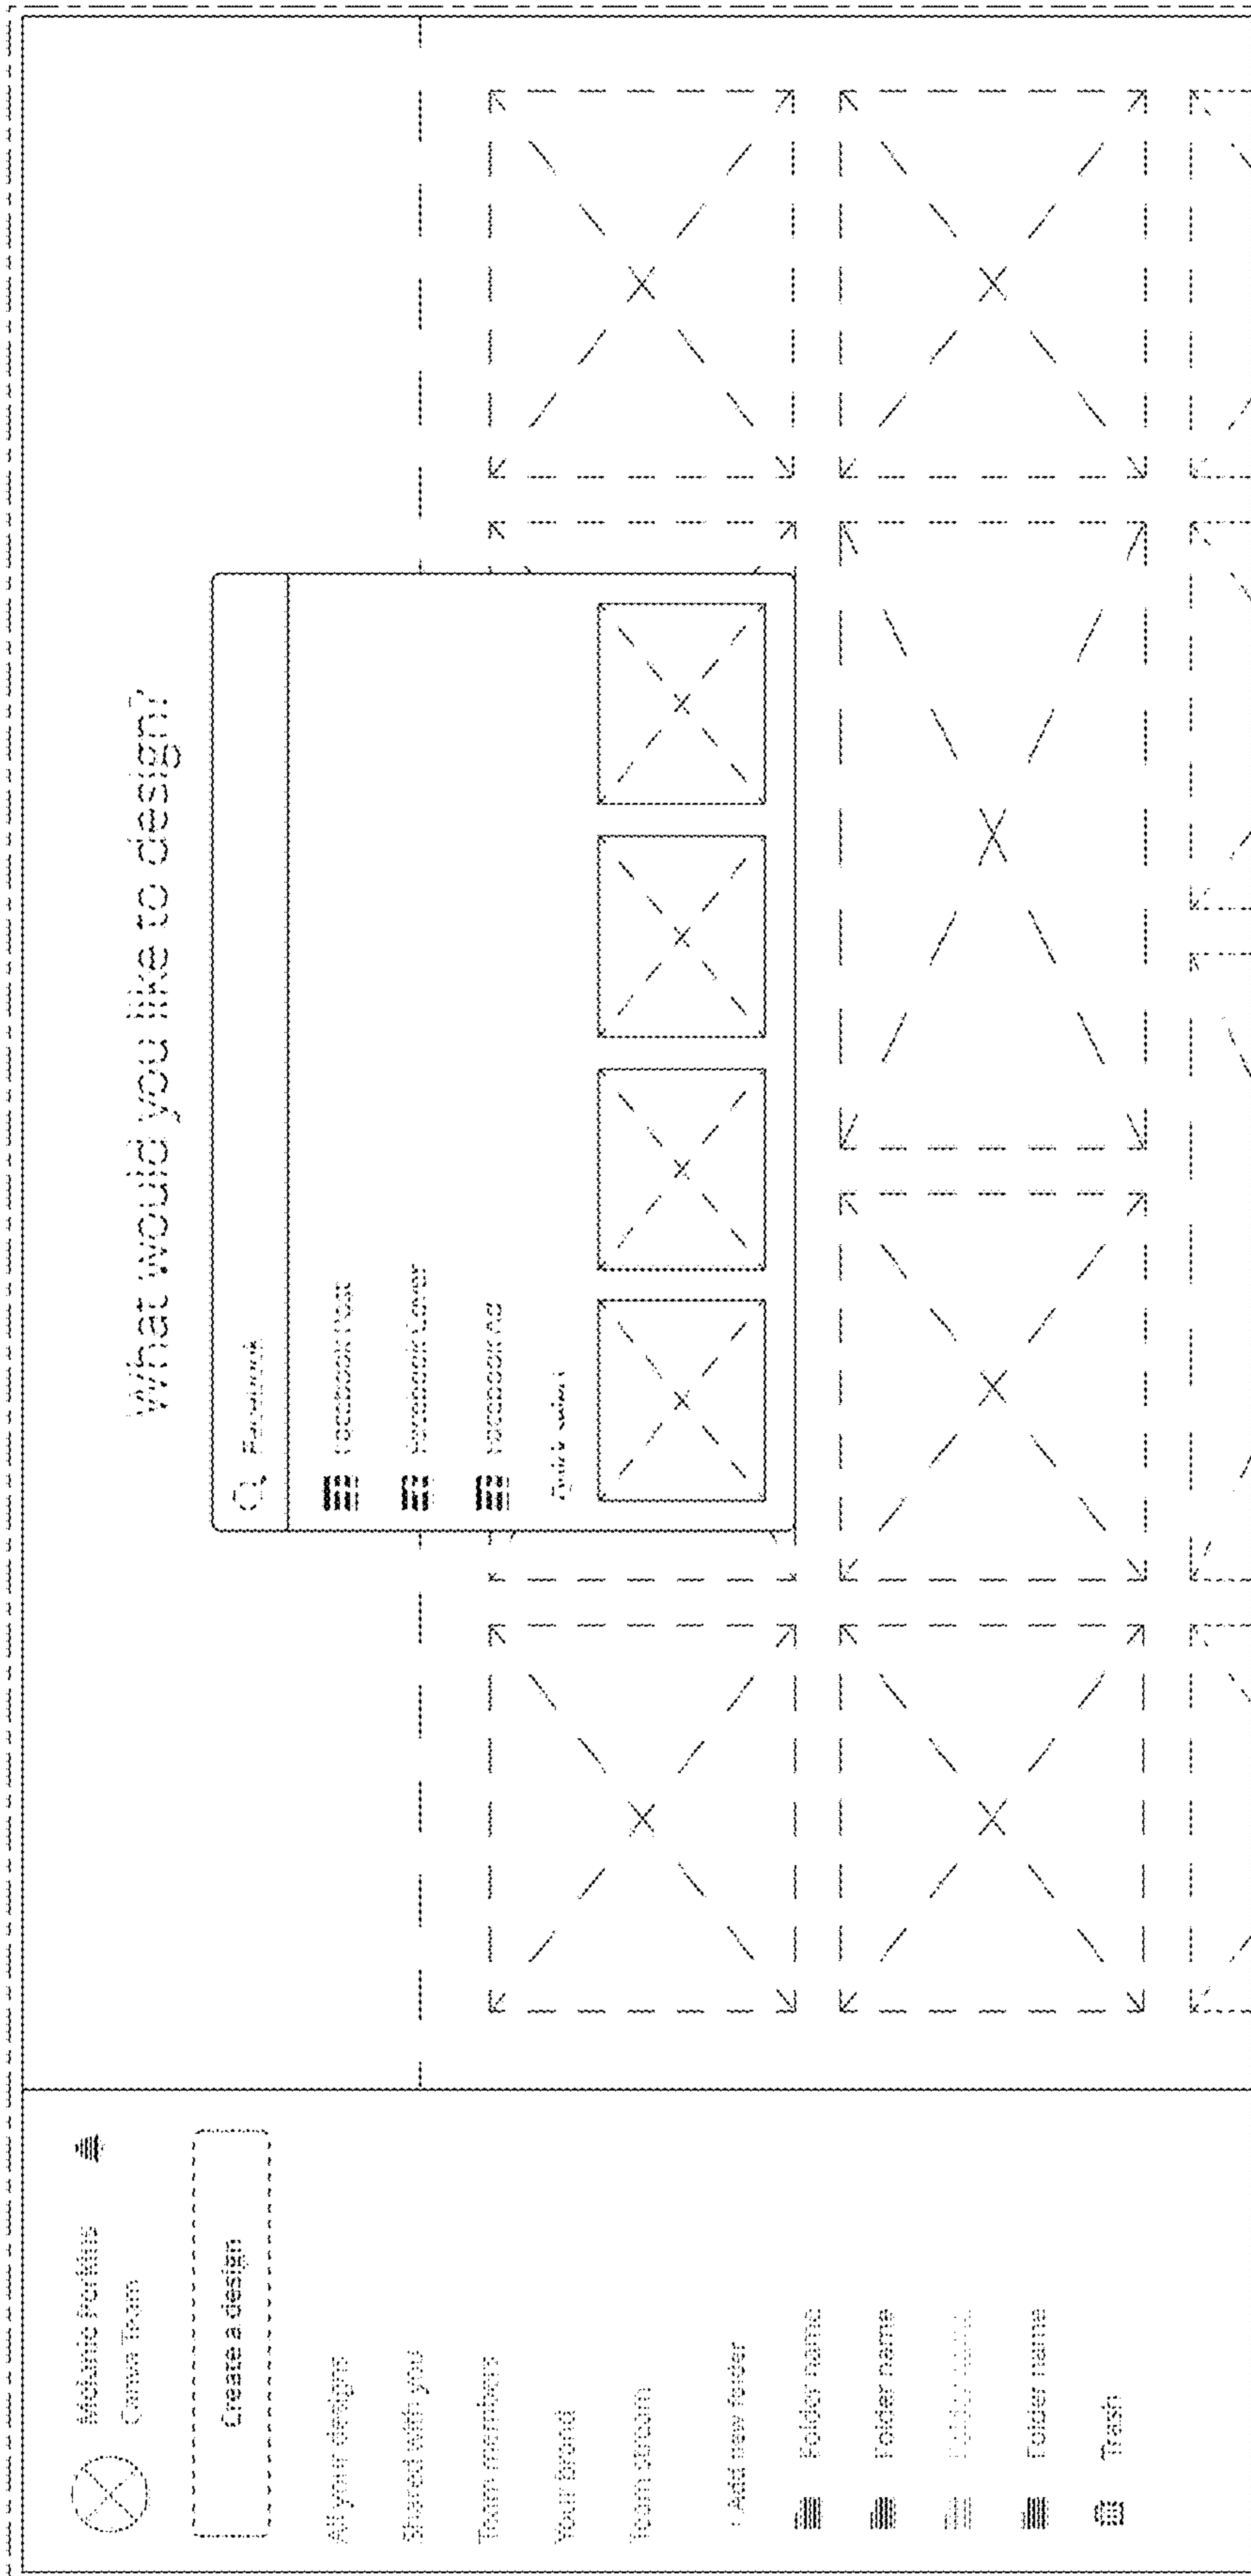 Melanie Perkins
Canva Team
Create a design
All your designs
Shared with you
Team members
Your brand
Team stream
Add new folder
Folder name
Folder name
Folder name
Folder name
Trash
What would you like to design?
Facebook
Facebook Post
Facebook Cover
Facebook Ad